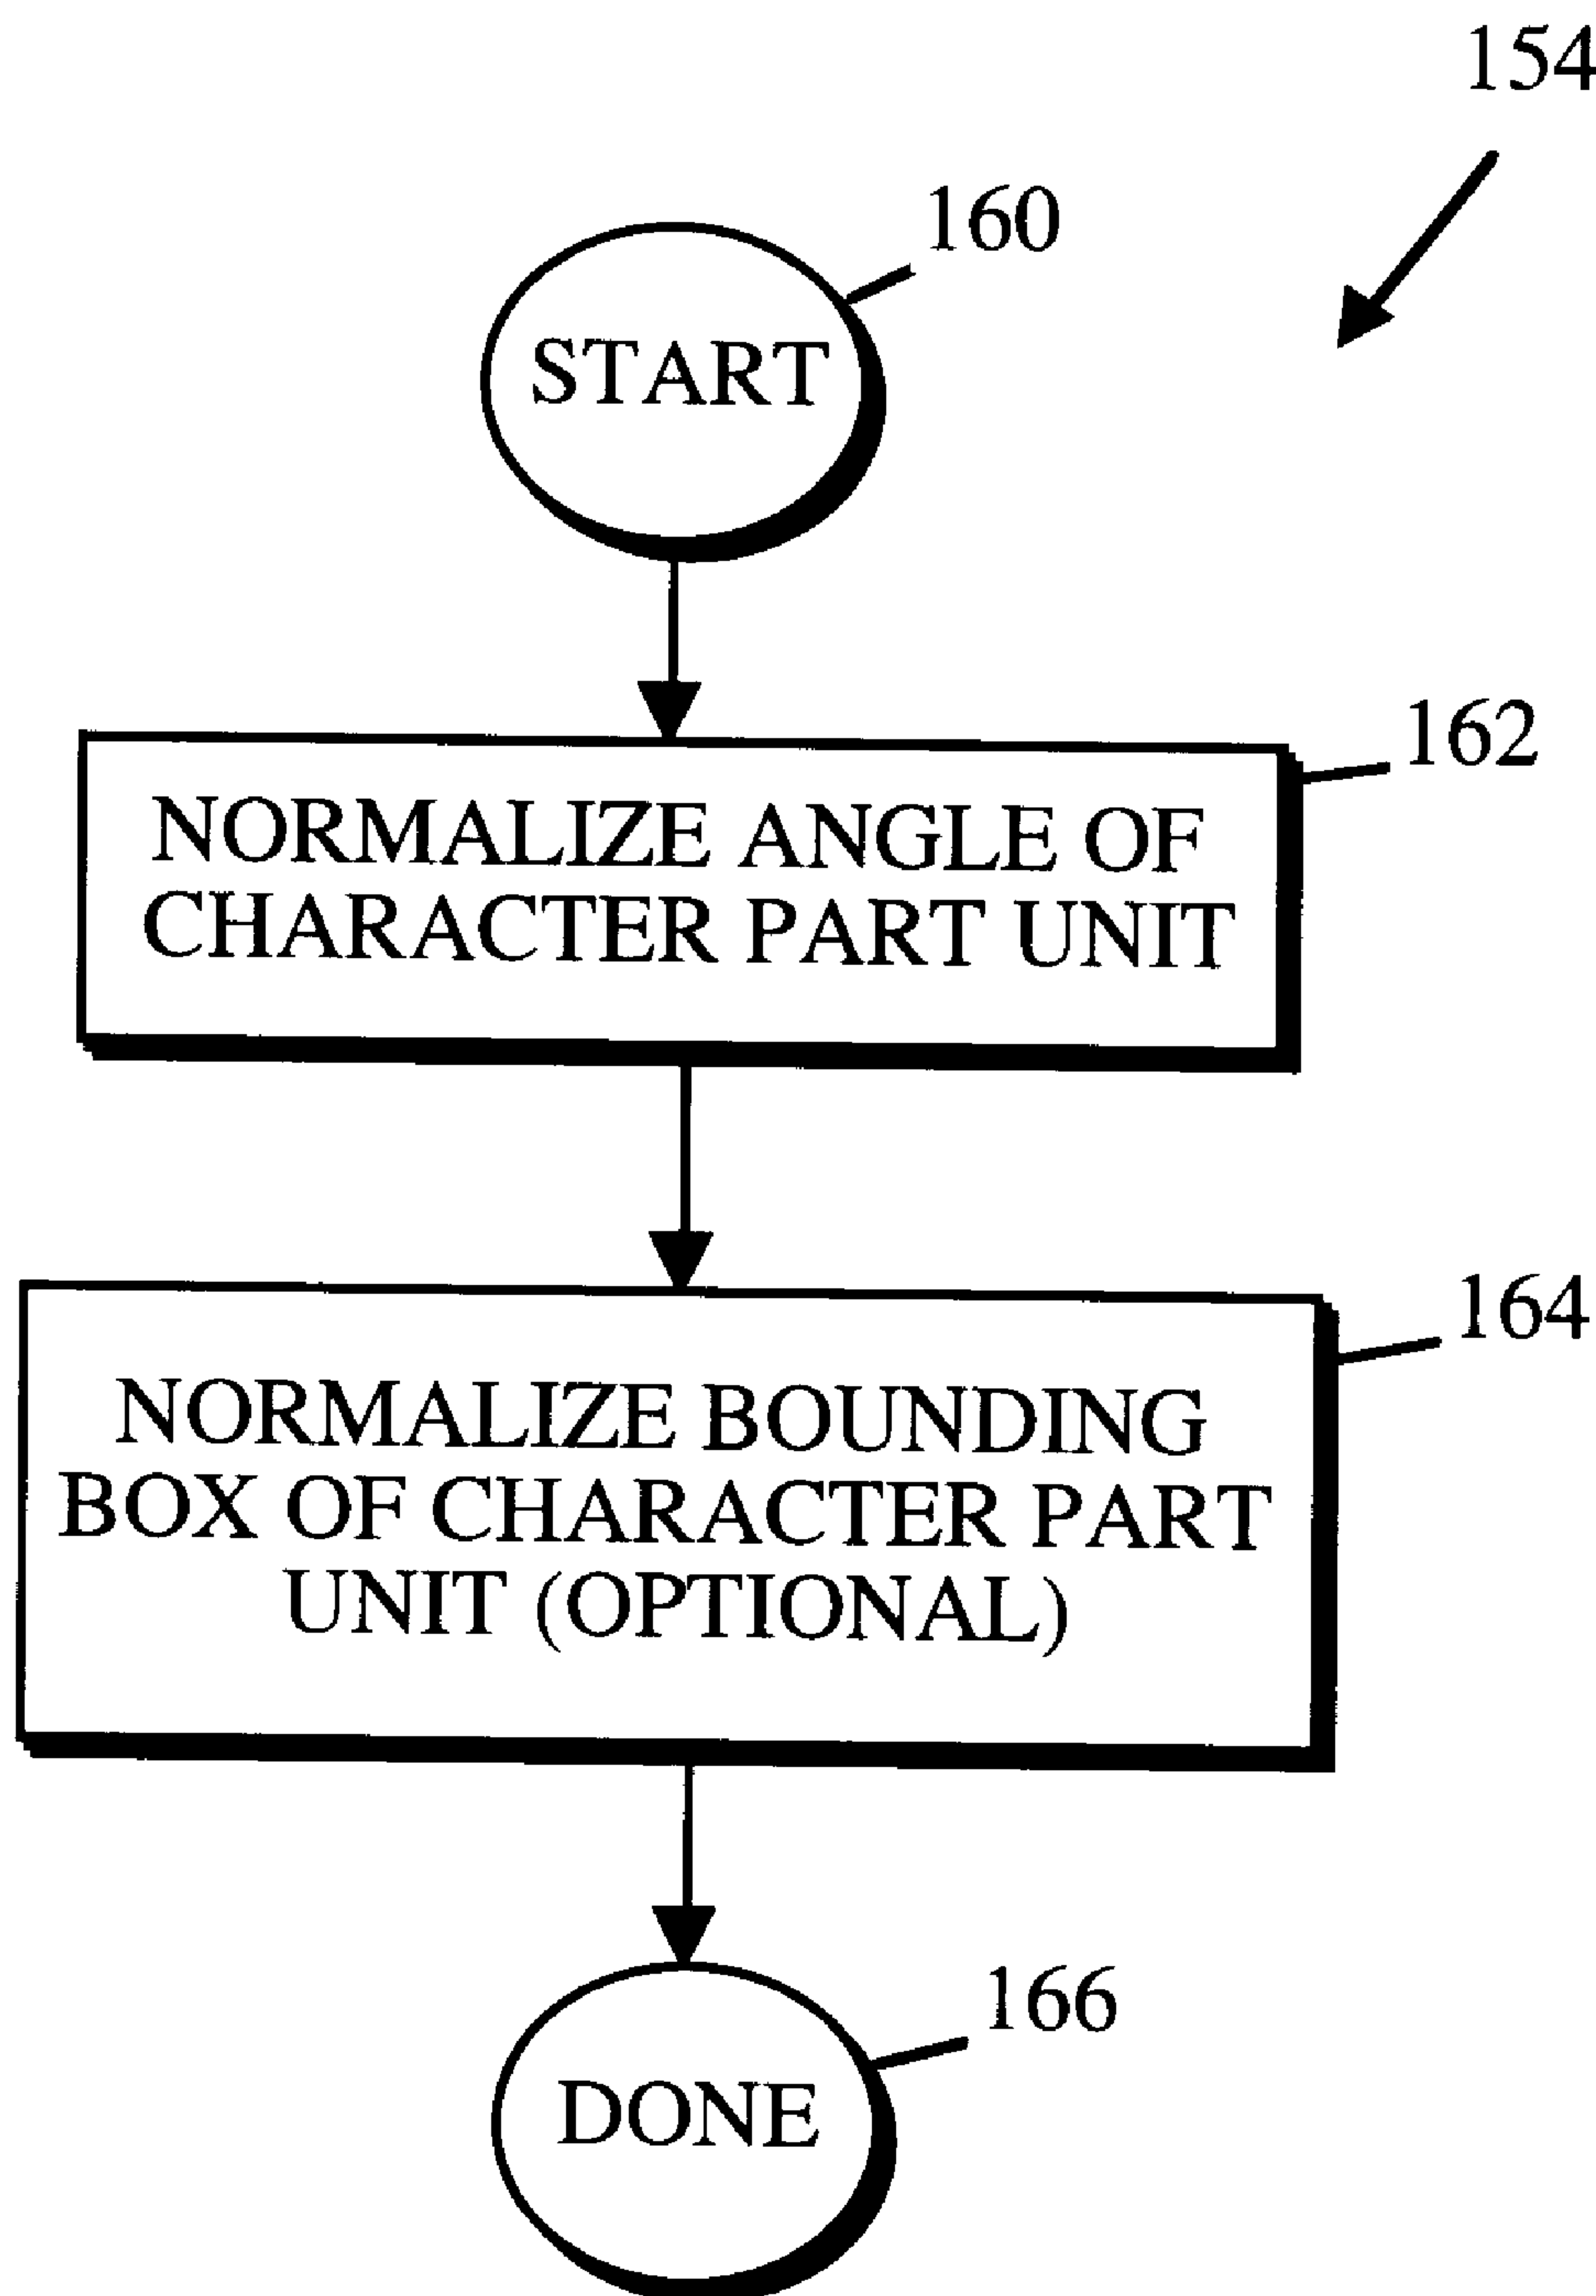 154
160
START
162
NORMALIZE ANGLE OF
CHARACTER PART UNIT
164
NORMALIZE BOUNDING
BOX OF CHARACTER PART
UNIT (OPTIONAL)
166
DONE